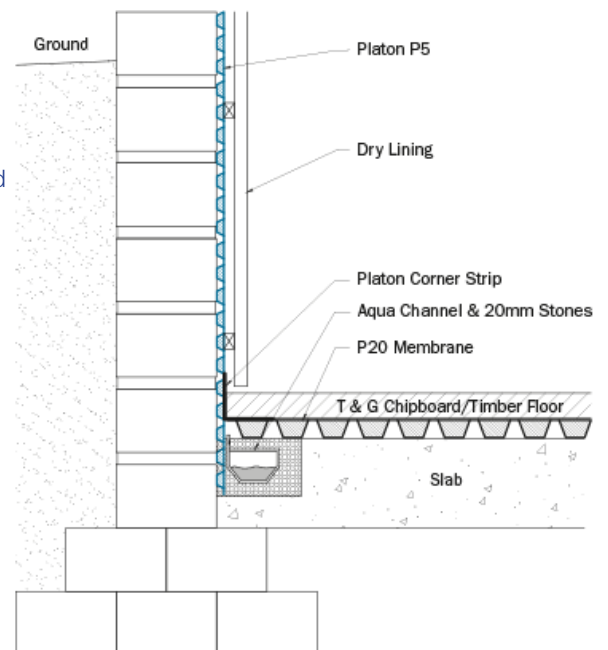 Ground
Platon P5
d
Dry Lining
Platon Corner Strip
Aqua Channel & 20mm Stones
P20 Membrane
T & G Chipboard/Timber Floor
Slab